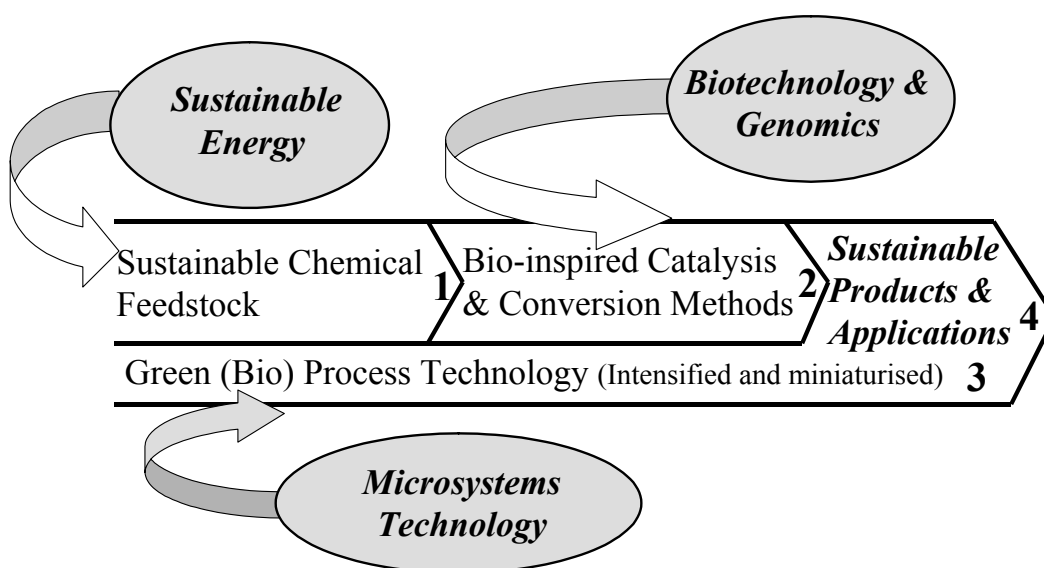 Sustainable
Energy
Biotechnology &
Genomics
Sustainable Chemical
Feedstock
1
Bio-inspired Catalysis
& Conversion Methods
2
Sustainable
Products &
Applications
4
Green (Bio) Process Technology (Intensified and miniaturised) 3
Microsystems
Technology